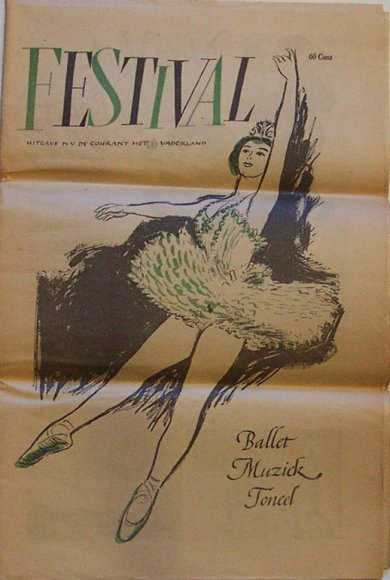 FESTIVAL
60 Cent
UITGAVE N.V. DE COURANT HET VADERLAND
Ballet
Muziek
Toneel